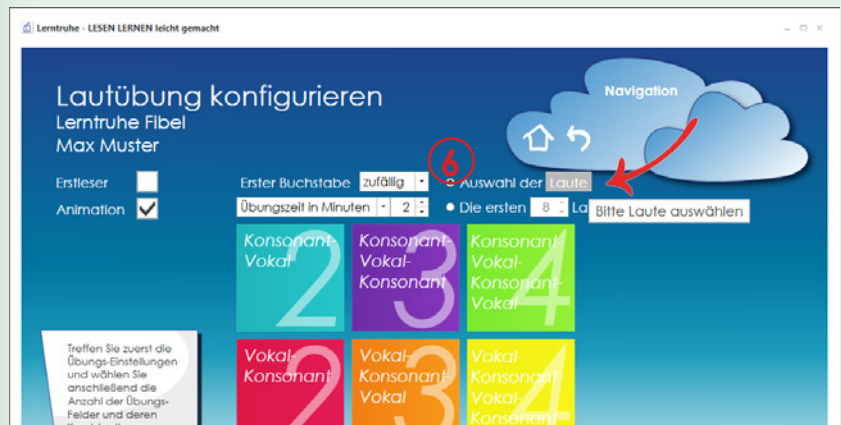 Lerntruhe - LESEN LERNEN leicht gemacht
Lautübung konfigurieren
Lerntruhe Fibel
Max Muster
Navigation
6
Erstleser
Erster Buchstabe zufällig
Auswahl der Laute
Animation
Übungszeit in Minuten 2
Die ersten 8 La
Bitte Laute auswählen
Konsonant-
Vokal
2
Konsonant-
Vokal-
Konsonant
3
Konsonant-
Vokal-
Konsonant-
Vokal
4
Vokal-
Konsonant
2
Vokal-
Konsonant-
Vokal
3
Vokal-
Konsonant-
Vokal-
Konsonant
4
Treffen Sie zuerst die
Übungs-Einstellungen
und wählen Sie
anschließend die
Anzahl der Übungs-
Felder und deren